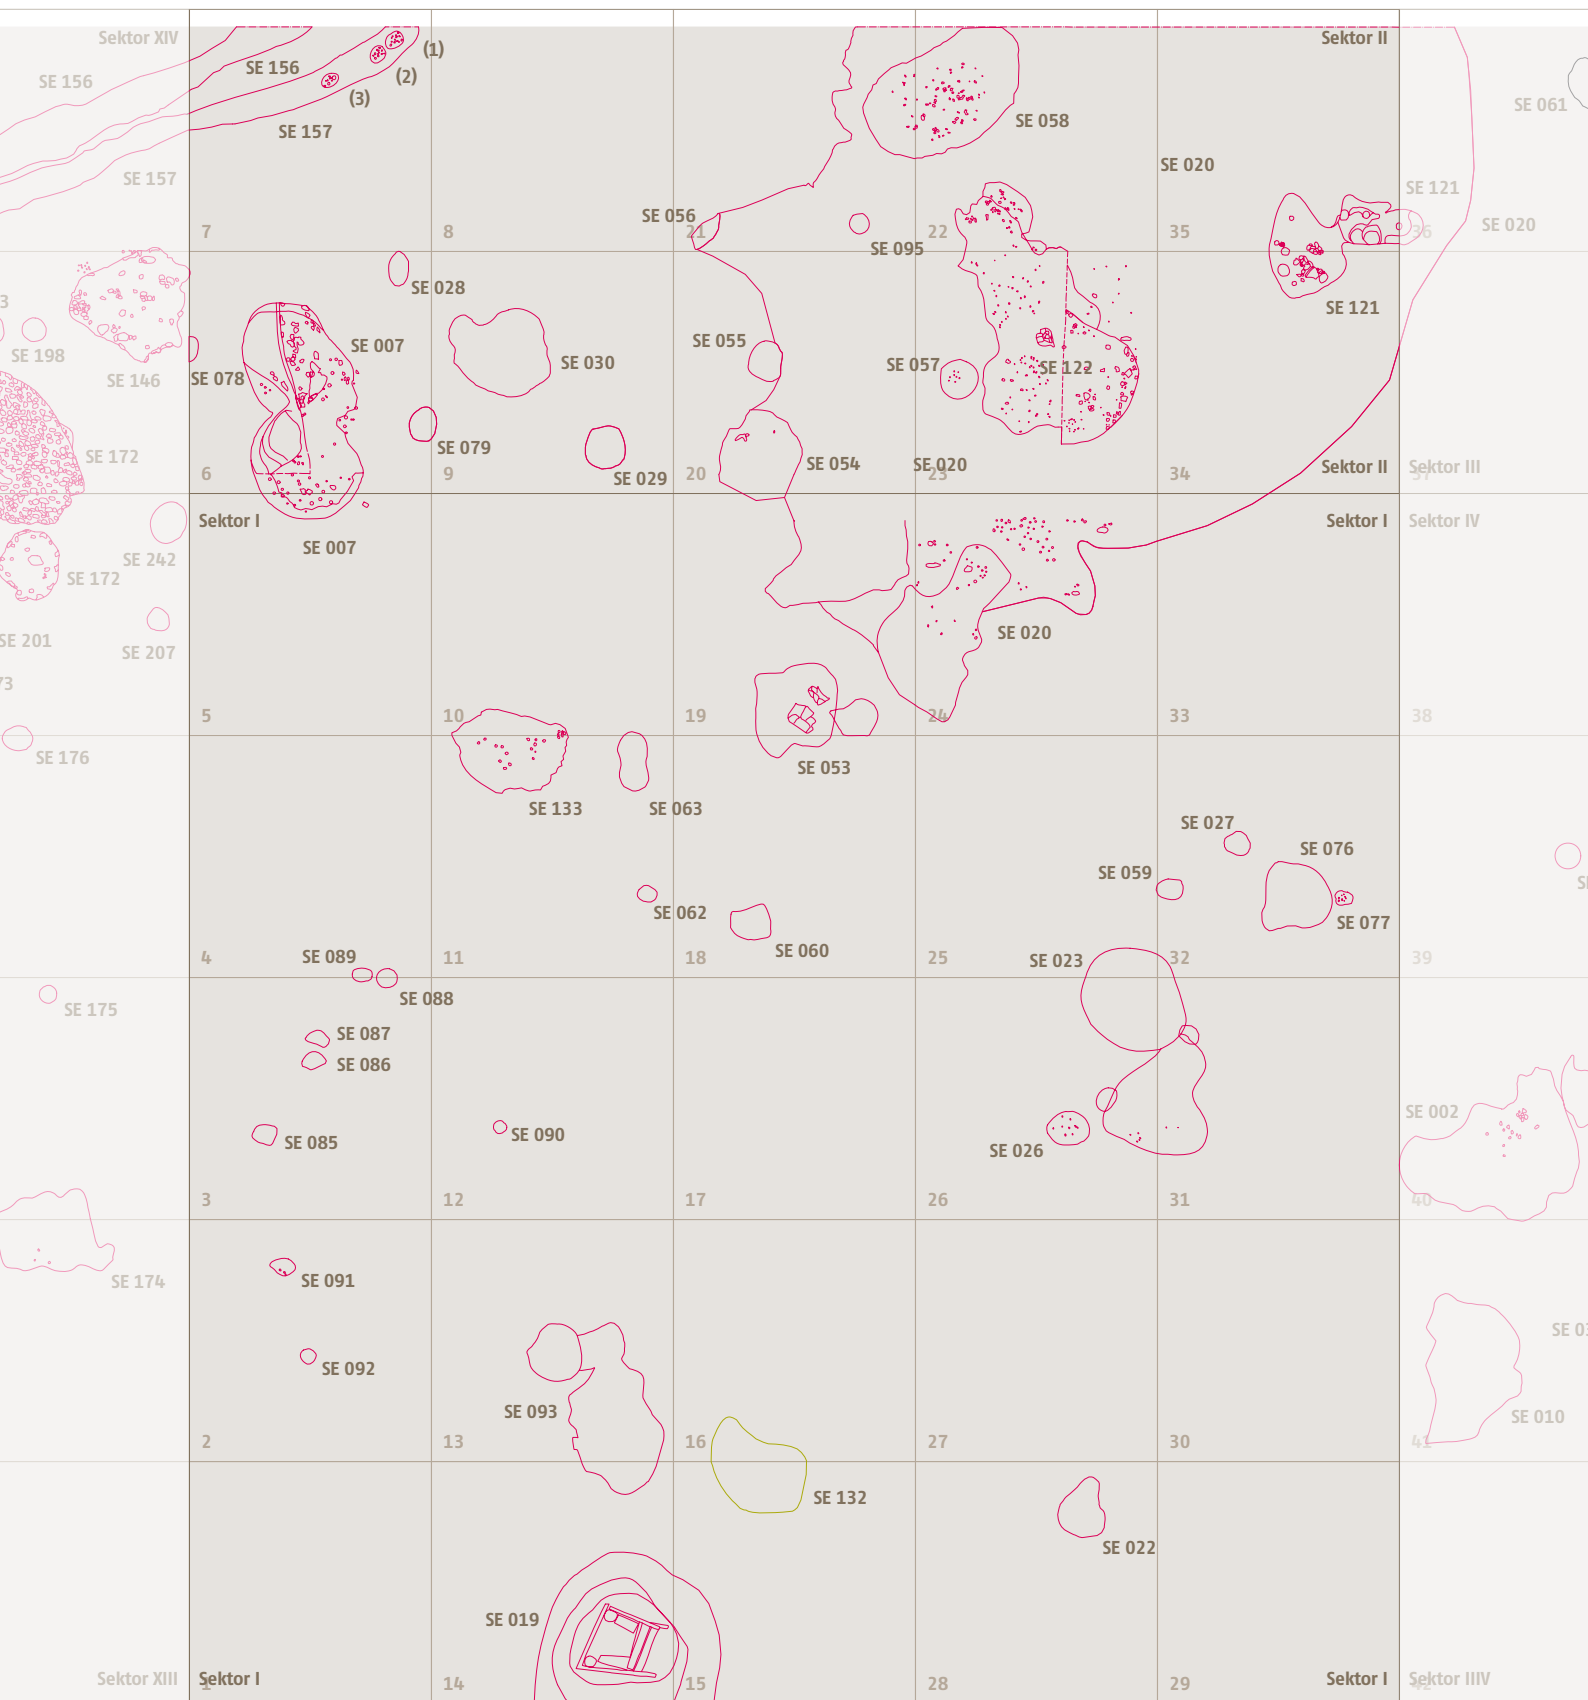 Sektor XIV
Sektor II
(1)
SE 156
SE 156
(2)
(3)
SE 061
SE 058
SE 157
SE 020
SE 157
SE 121
SE 056
SE 020
7
8
21
22
35
36
SE 095
SE 028
3
SE 121
SE 198
SE 007
SE 055
SE 030
SE 057
SE 122
SE 146
SE 078
SE 079
SE 172
SE 054
SE 020
Sektor II
Sektor III
6
9
20
23
34
SE 029
Sektor I
Sektor I
Sektor IV
SE 007
SE 242
SE 172
SE 201
SE 020
SE 207
73
5
10
19
24
33
38
SE 176
SE 053
SE 133
SE 063
SE 027
SE 076
SE 059
SE 062
SE 077
SE 060
SE 089
4
11
18
25
SE 023
32
39
SE 088
SE 175
SE 087
SE 086
SE 002
SE 085
SE 090
SE 026
3
12
17
26
31
40
SE 174
SE 091
SE 092
SE 093
SE 010
2
13
16
27
30
41
SE 132
SE 022
SE 019
Sektor XIII
Sektor I
14
15
28
29
Sektor I
Sektor IIIV